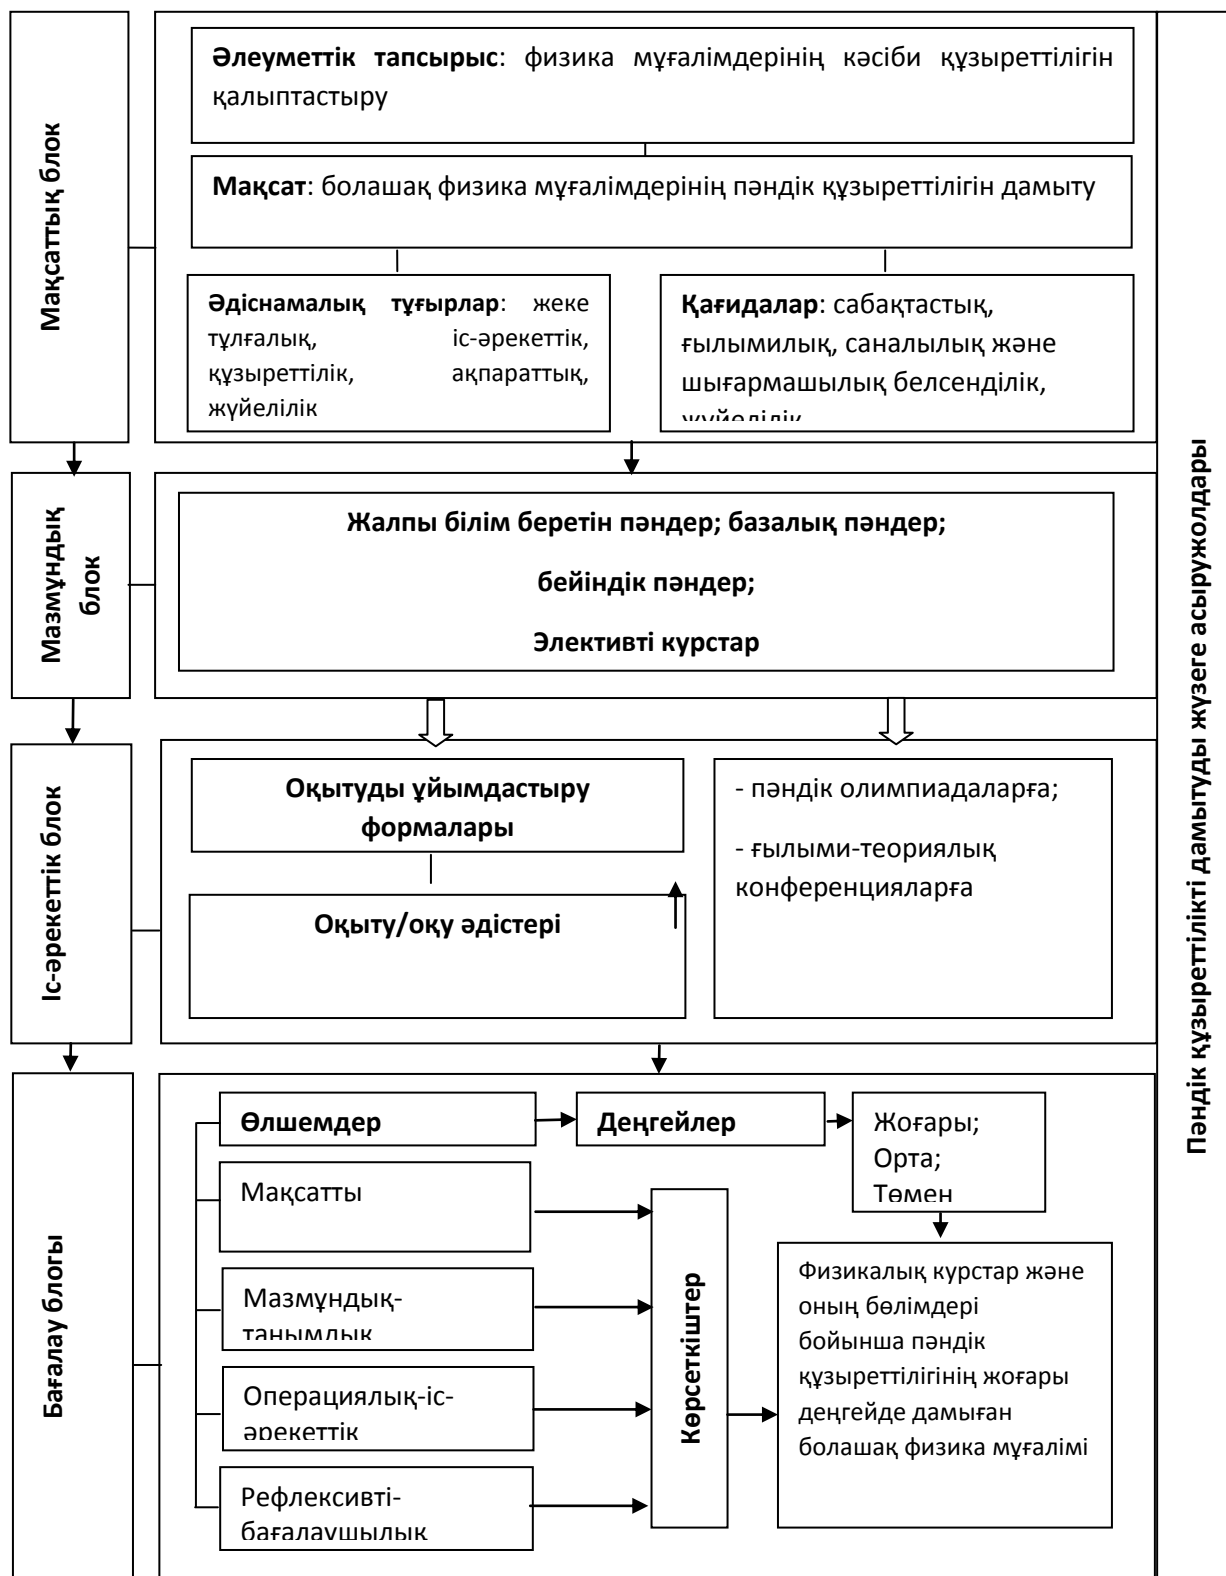 Мақсаттық блок
Әлеуметтік тапсырыс: физика мұғалімдерінің кәсіби құзыреттілігін
қалыптастыру
Мақсат: болашақ физика мұғалімдерінің пәндік құзыреттілігін дамыту
Әдіснамалық тұғырлар: жеке
тұлғалық, іс-әрекеттік,
құзыреттілік, ақпараттық,
жүйелілік
Қағидалар: сабақтастық,
ғылымилық, саналылық және
шығармашылық белсенділік,
жүйелілік
Мазмұндық
блок
Жалпы білім беретін пәндер; базалық пәндер;
бейіндік пәндер;
Элективті курстар
Іс-әрекеттік блок
Оқытуды ұйымдастыру
формалары
Оқыту/оқу әдістері
- пәндік олимпиадаларға;
- ғылыми-теориялық
конференцияларға
Бағалау блогы
Өлшемдер
Деңгейлер
Жоғары;
Орта;
Төмен
Мақсатты
Мазмұндық-
танымдық
Операциялық-іс-
әрекеттік
Рефлексивті-
бағалаушылық
Көрсеткіштер
Физикалық курстар және
оның бөлімдері
бойынша пәндік
құзыреттілігінің жоғары
деңгейде дамыған
болашақ физика мұғалімі
Пәндік құзыреттілікті дамытуды жүзеге асыружолдары